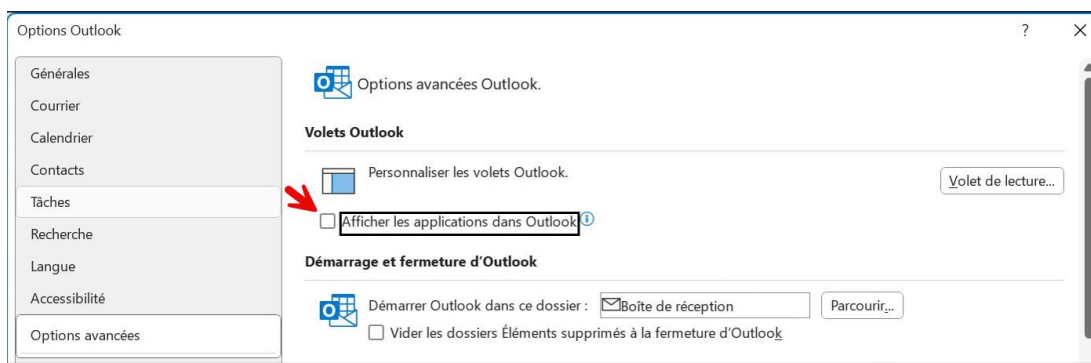 Options Outlook
?
Générales
Courrier
Calendrier
Contacts
Tâches
Recherche
Langue
Accessibilité
Options avancées
Options avancées Outlook.
Volets Outlook
Personnaliser les volets Outlook.
Volet de lecture...
Afficher les applications dans Outlook
Démarrage et fermeture d'Outlook
Démarrer Outlook dans ce dossier :
Boîte de réception
Parcourir...
Vider les dossiers Éléments supprimés à la fermeture d'Outlook